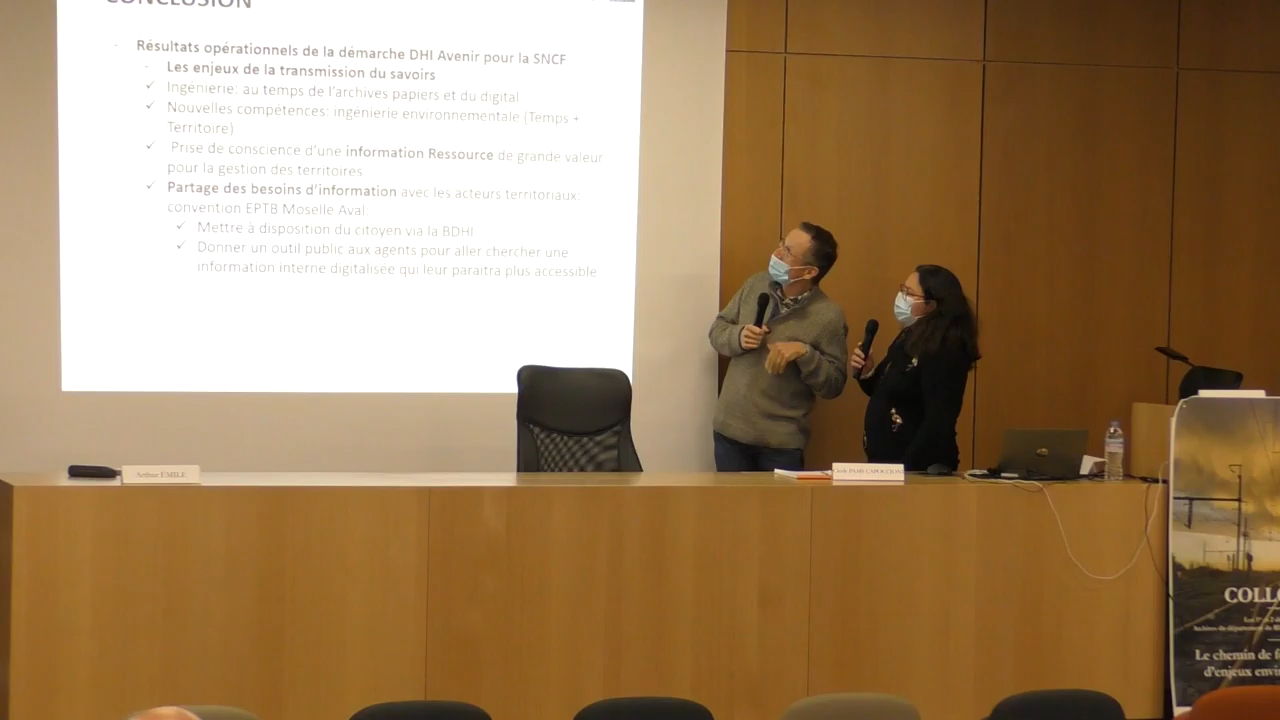 CONCLUSION
Résultats opérationnels de la démarche DHI Avenir pour la SNCF
Les enjeux de la transmission du savoirs
Ingénierie: au temps de l'archives papiers et du digital
Nouvelles compétences: ingénierie environnementale (Temps +
Territoire)
Prise de conscience d'une information Ressource de grande valeur
pour la gestion des territoires
Partage des besoins d'information avec les acteurs territoriaux:
convention EPTB Moselle Aval:
Mettre à disposition du citoyen via la BDHI
Donner un outil public aux agents pour aller chercher une
information interne digitalisée qui leur paraitra plus accessible
Arthur EMILE
COLLO
Le chemin de f
d'enjeux envir